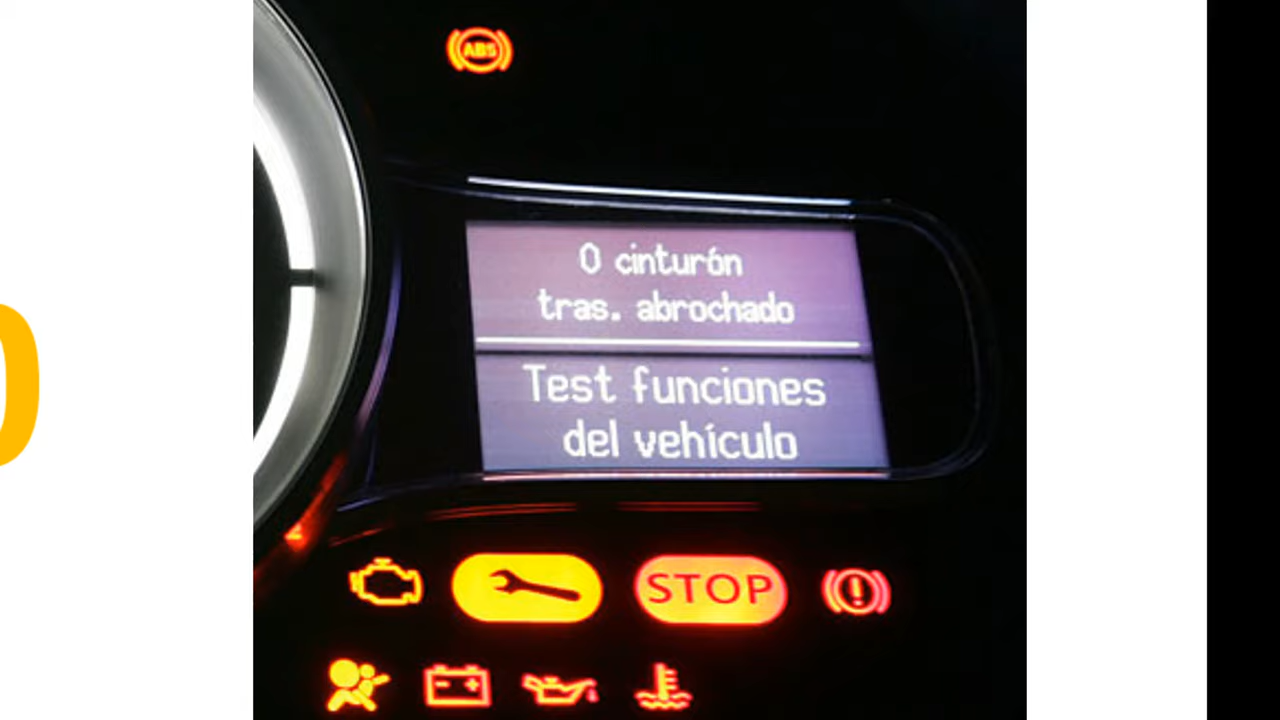 ABS
0 cinturón
tras. abrochado
Test funciones
del vehículo
STOP